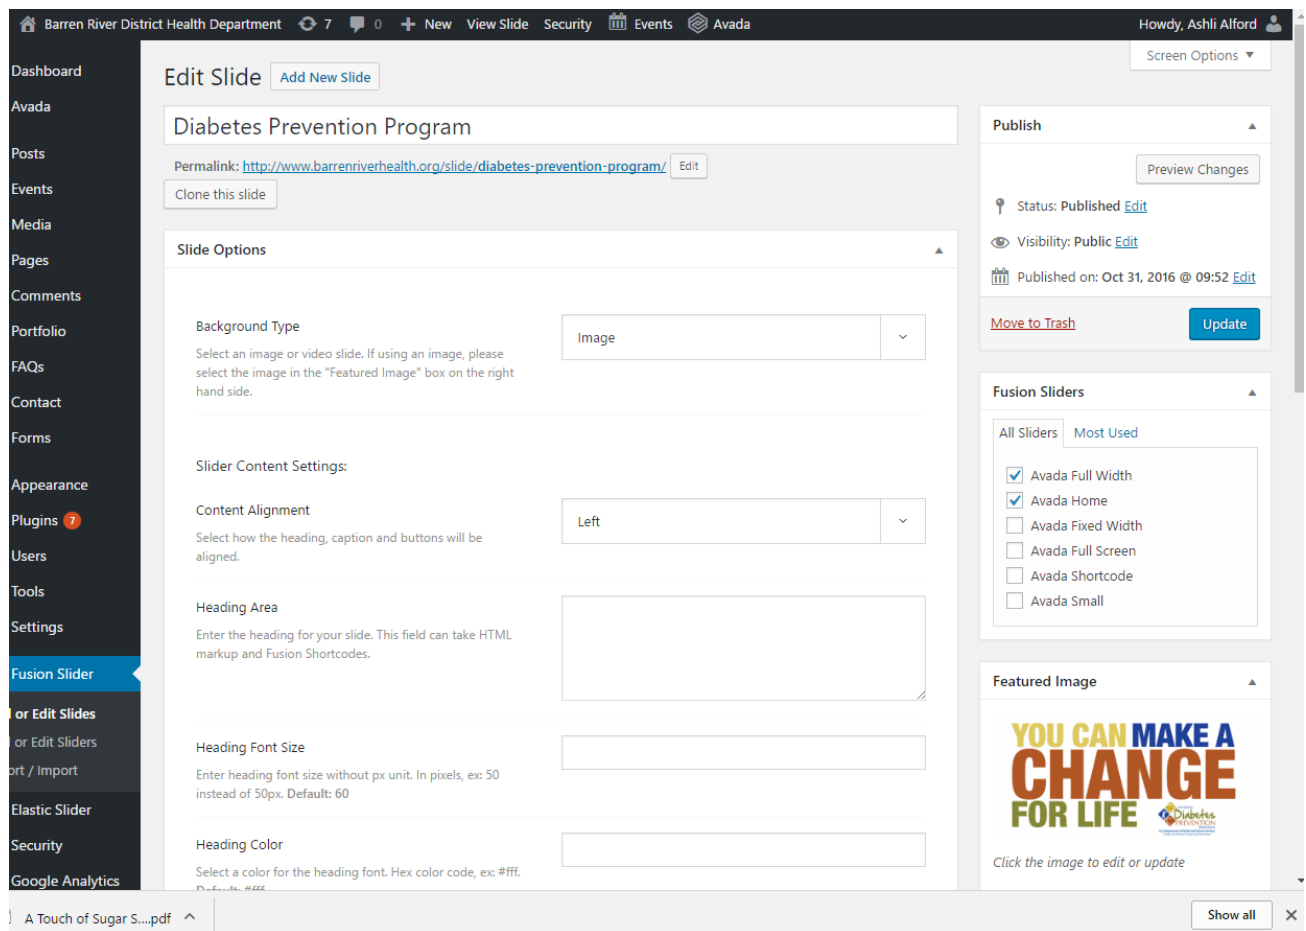 Barren River District Health Department 7 0 New View Slide Security Events Avada Howdy, Ashli Alford
Screen Options
Dashboard
Avada
Posts
Events
Media
Pages
Comments
Portfolio
FAQs
Contact
Forms
Appearance
Plugins 7
Users
Tools
Settings
Fusion Slider
or Edit Slides
or Edit Sliders
ort / Import
Elastic Slider
Security
Google Analytics
Edit Slide Add New Slide
Diabetes Prevention Program
Permalink: http://www.barrenriverhealth.org/slide/diabetes-prevention-program/ Edit
Clone this slide
Slide Options
Background Type
Select an image or video slide. If using an image, please
select the image in the "Featured Image" box on the right
hand side.
Image
Slider Content Settings:
Content Alignment
Select how the heading, caption and buttons will be
aligned.
Left
Heading Area
Enter the heading for your slide. This field can take HTML
markup and Fusion Shortcodes.
Heading Font Size
Enter heading font size without px unit. In pixels, ex: 50
instead of 50px. Default: 60
Heading Color
Select a color for the heading font. Hex color code, ex: #fff.
Default: #fff
Publish
Preview Changes
Status: Published Edit
Visibility: Public Edit
Published on: Oct 31, 2016 @ 09:52 Edit
Move to Trash Update
Fusion Sliders
All Sliders Most Used
Avada Full Width
Avada Home
Avada Fixed Width
Avada Full Screen
Avada Shortcode
Avada Small
Featured Image
YOU CAN MAKE A
CHANGE
FOR LIFE
Diabetes
PREVENTION
Click the image to edit or update
A Touch of Sugar S....pdf Show all